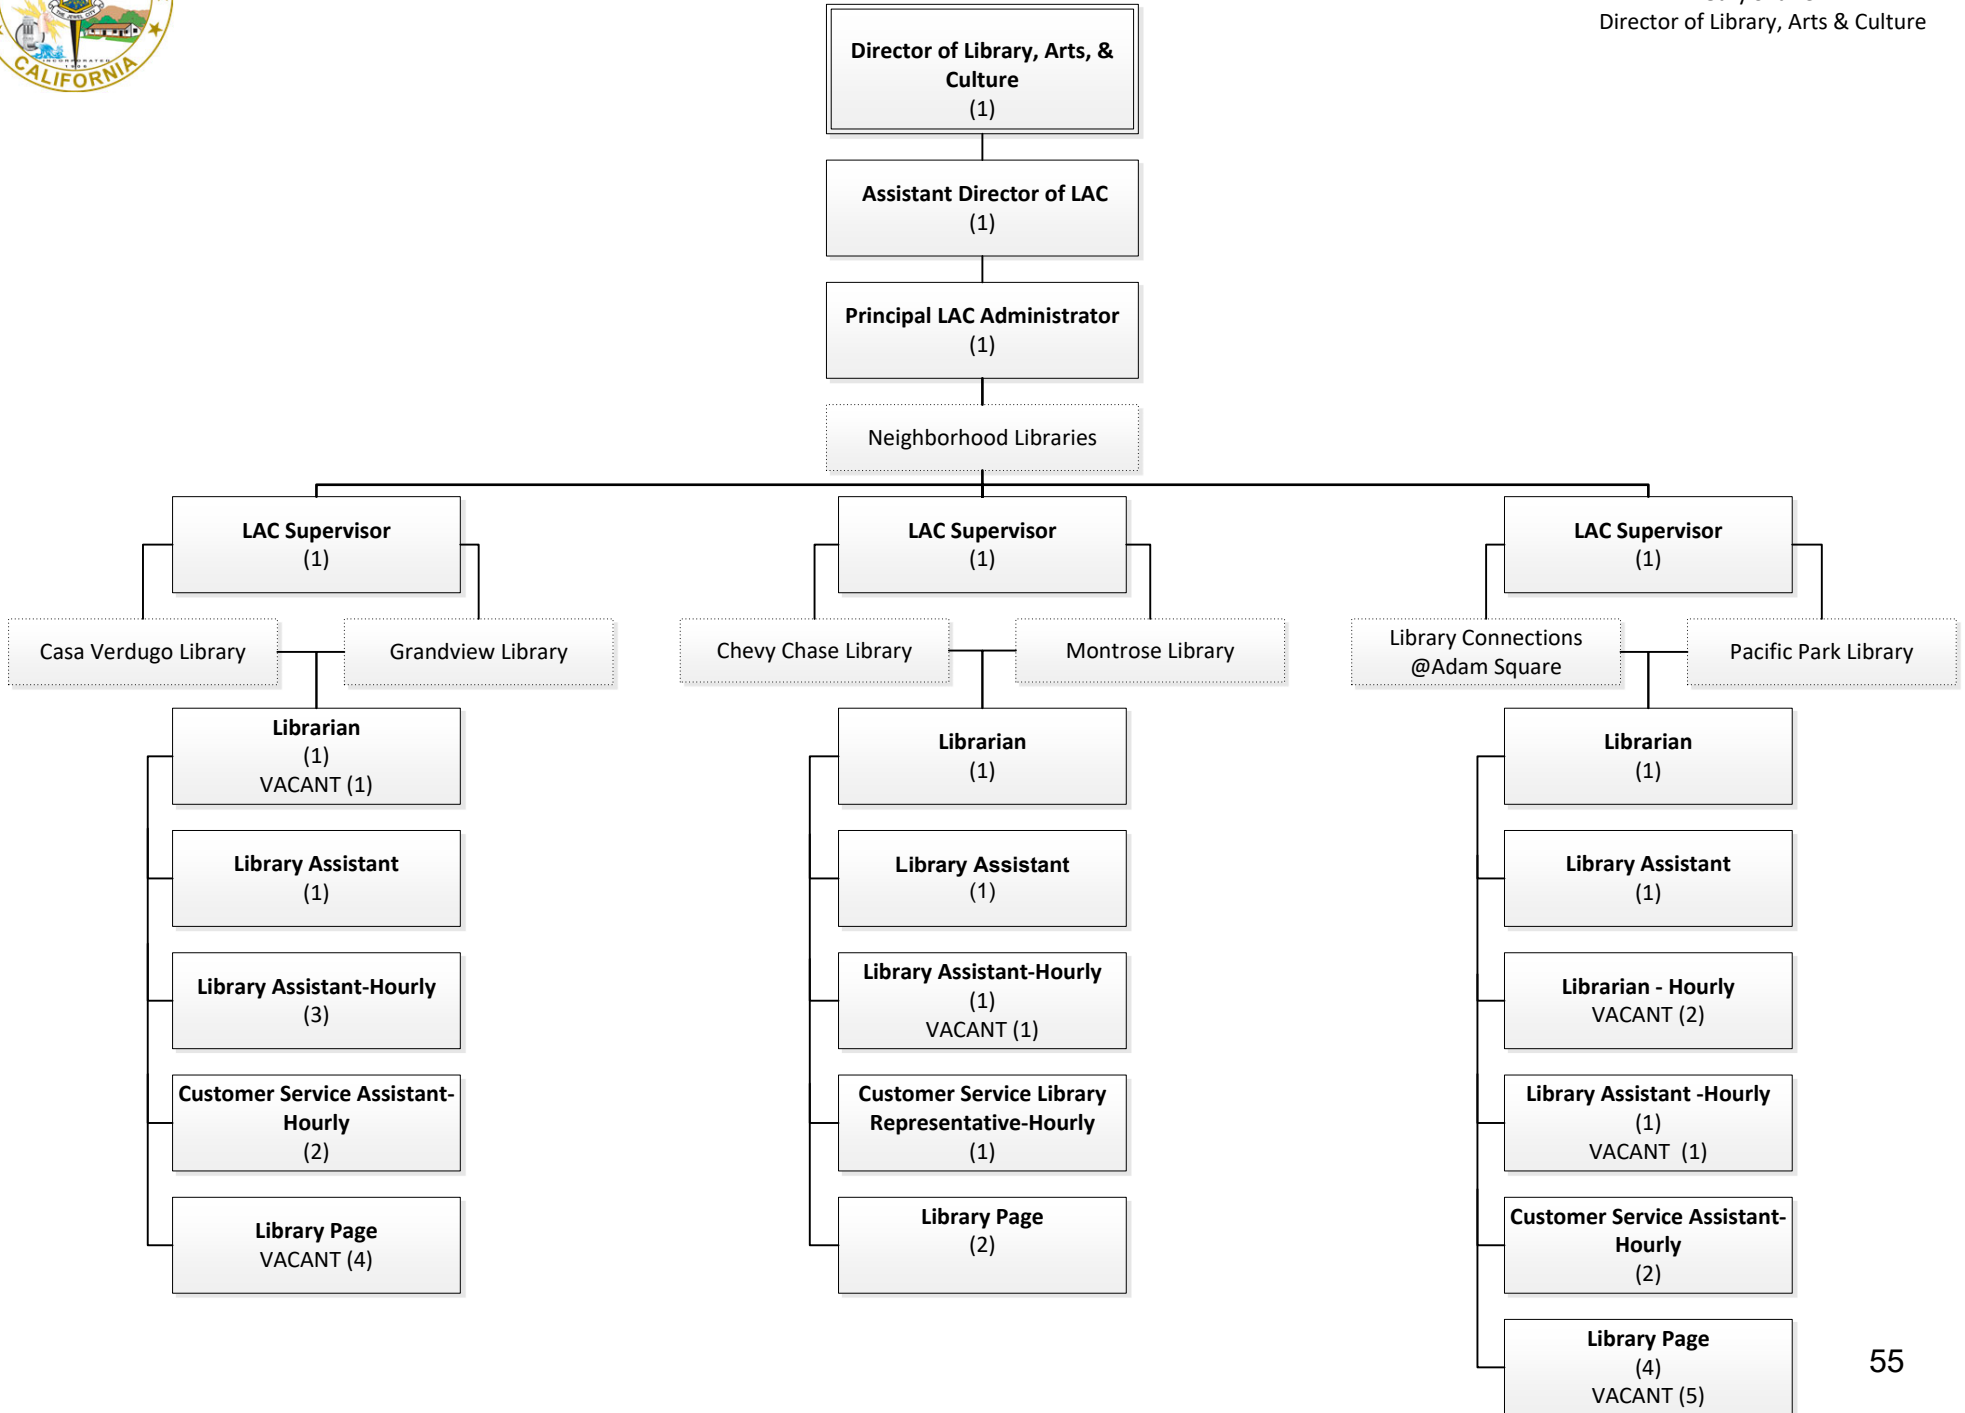 THE JEWEL CITY
INCORPORATED
CALIFORNIA
Director of Library, Arts & Culture
Director of Library, Arts, &
Culture
(1)
Assistant Director of LAC
(1)
Principal LAC Administrator
(1)
Neighborhood Libraries
LAC Supervisor
(1)
LAC Supervisor
(1)
LAC Supervisor
(1)
Casa Verdugo Library
Grandview Library
Chevy Chase Library
Montrose Library
Library Connections
@Adam Square
Pacific Park Library
Librarian
(1)
VACANT (1)
Library Assistant
(1)
Library Assistant-Hourly
(3)
Customer Service Assistant-
Hourly
(2)
Library Page
VACANT (4)
Librarian
(1)
Library Assistant
(1)
Library Assistant-Hourly
(1)
VACANT (1)
Customer Service Library
Representative-Hourly
(1)
Library Page
(2)
Librarian
(1)
Library Assistant
(1)
Librarian - Hourly
VACANT (2)
Library Assistant -Hourly
(1)
VACANT  (1)
Customer Service Assistant-
Hourly
(2)
Library Page
(4)
VACANT (5)
55